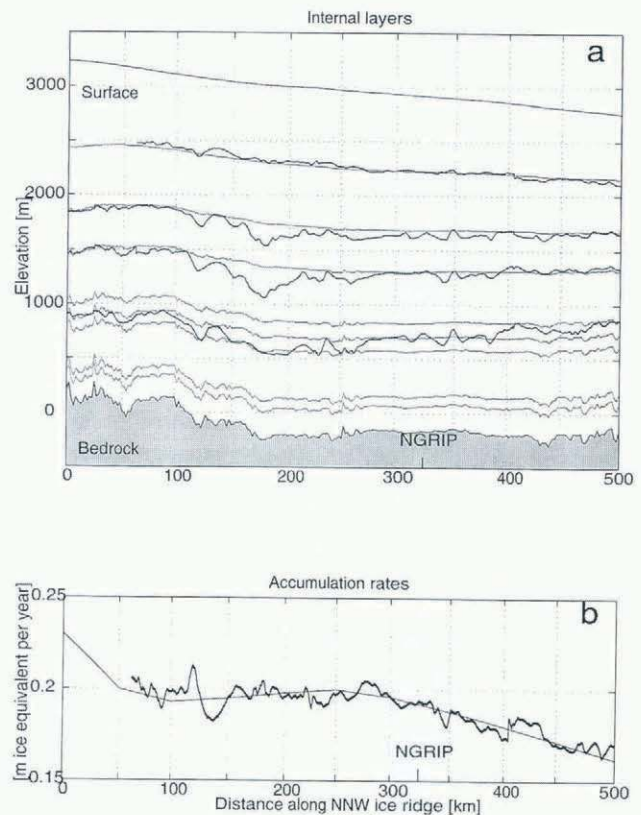 Internal layers
a
3000
Surface
2000
Elevation [m]
1000
0
Bedrock
NGRIP
0 100 200 300 400 500
Accumulation rates
b
0.25
0.2
0.15
[m ice equivalent per year]
NGRIP
0 50 100 200 300 400 500
Distance along NNW ice ridge [km]